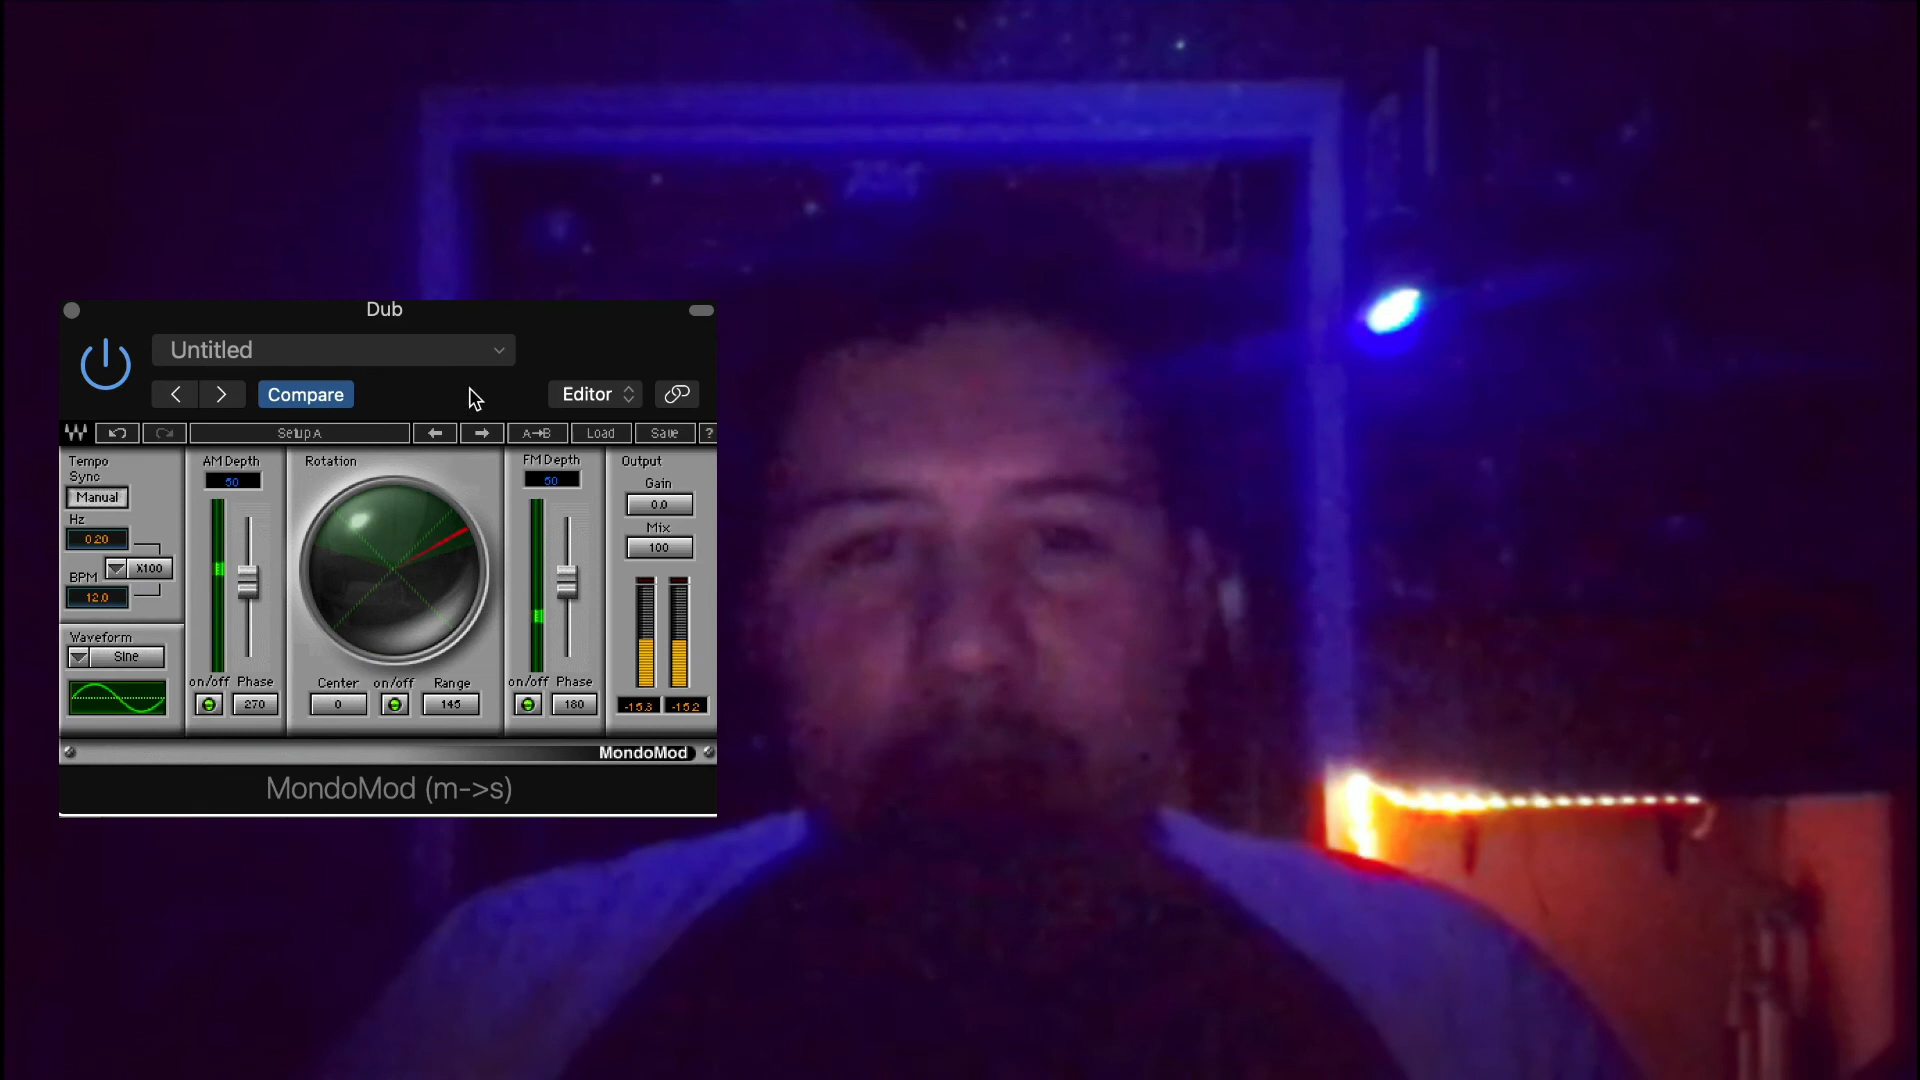 Dub
Untitled
Compare
Editor
Setup A
A→B
Load
Save
?
Tempo
Sync
Manual
Hz
0.20
X100
BPM
12.0
Waveform
Sine
AM Depth
50
on/off Phase
270
Rotation
Center on/off Range
0 145
FM Depth
50
on/off Phase
180
Output
Gain
0.0
Mix
100
-15.3 -15.2
MondoMod
MondoMod (m->s)